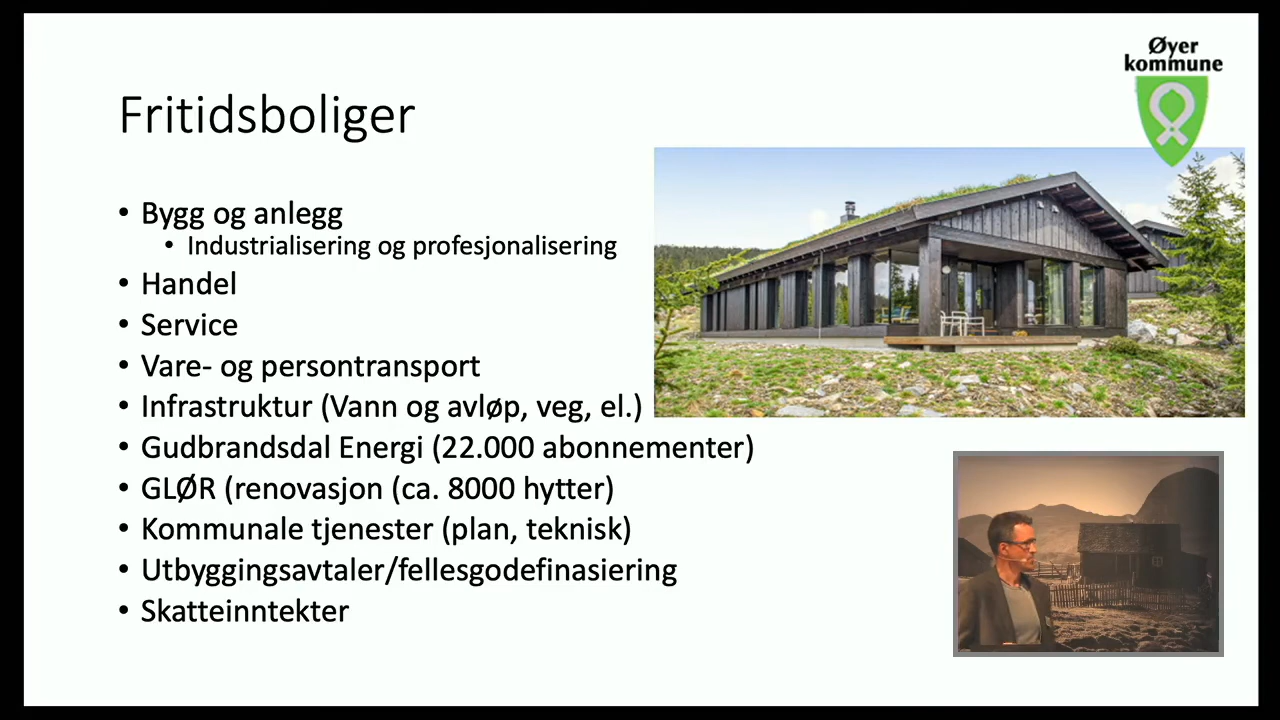 Øyer
kommune
Fritidsboliger
• Bygg og anlegg
• Industrialisering og profesjonalisering
• Handel
• Service
• Vare- og persontransport
• Infrastruktur (Vann og avløp, veg, el.)
• Gudbrandsdal Energi (22.000 abonnementer)
• GLØR (renovasjon (ca. 8000 hytter)
• Kommunale tjenester (plan, teknisk)
• Utbyggingsavtaler/fellesgodefinasiering
• Skatteinntekter